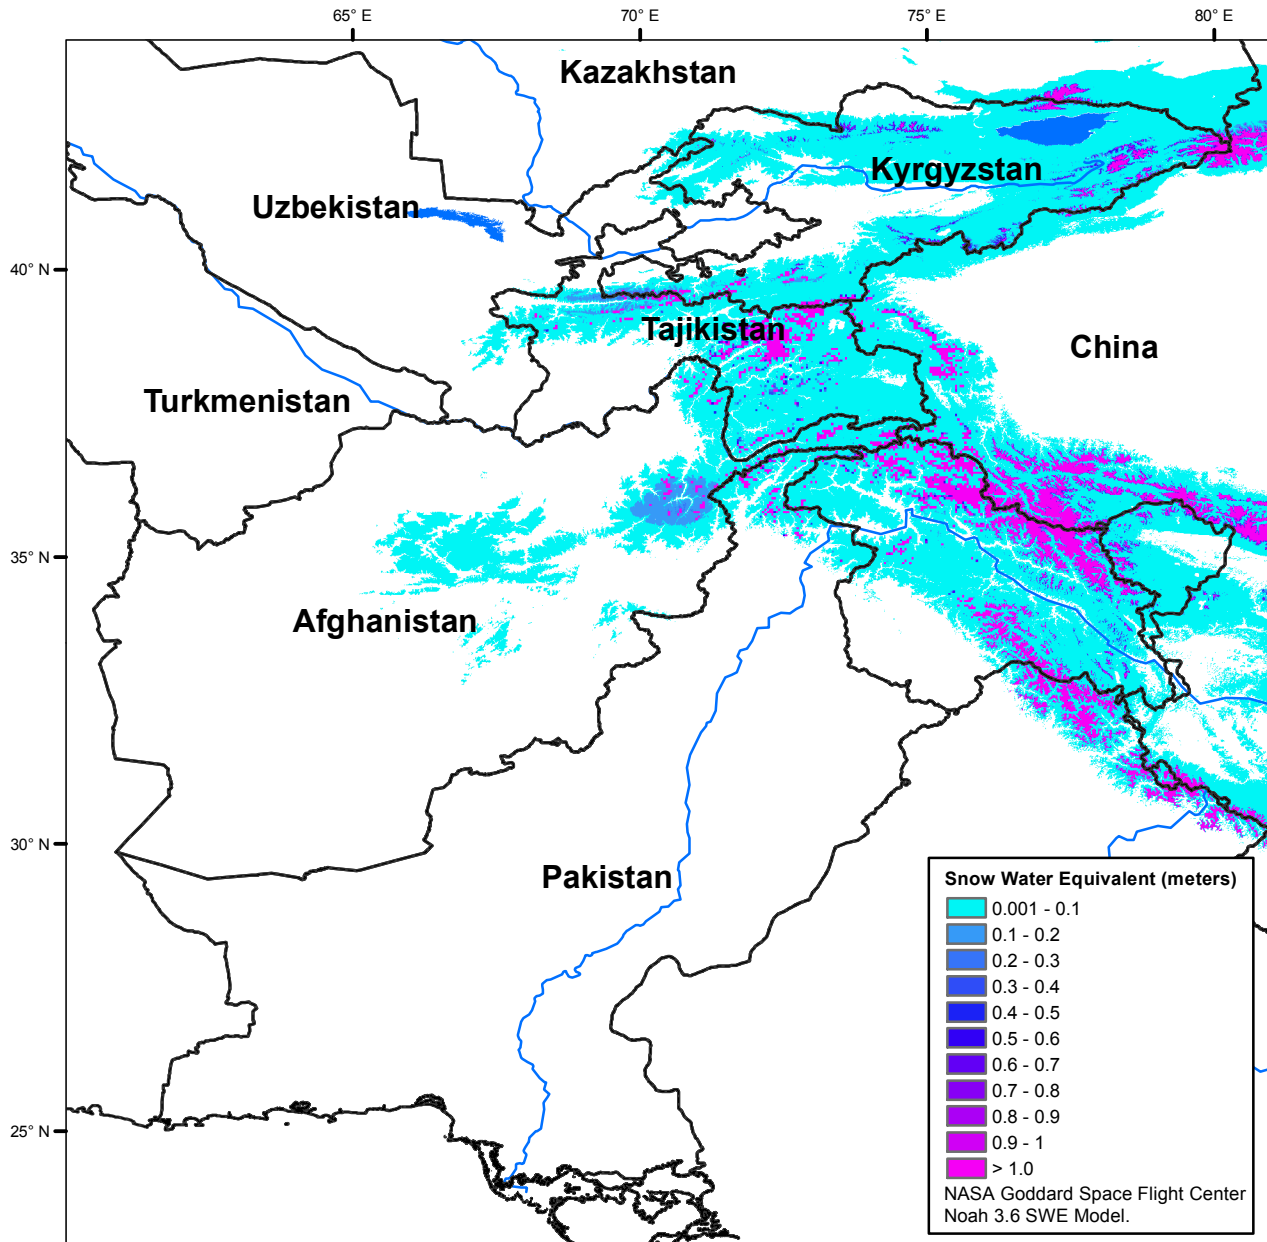 65° E
70° E
75° E
80° E
Kazakhstan
Kyrgyzstan
Uzbekistan
40° N
Tajikistan
China
Turkmenistan
35° N
Afghanistan
30° N
Pakistan
25° N
Snow Water Equivalent (meters)
0.001 - 0.1
0.1 - 0.2
0.2 - 0.3
0.3 - 0.4
0.4 - 0.5
0.5 - 0.6
0.6 - 0.7
0.7 - 0.8
0.8 - 0.9
0.9 - 1
> 1.0
NASA Goddard Space Flight Center
Noah 3.6 SWE Model.